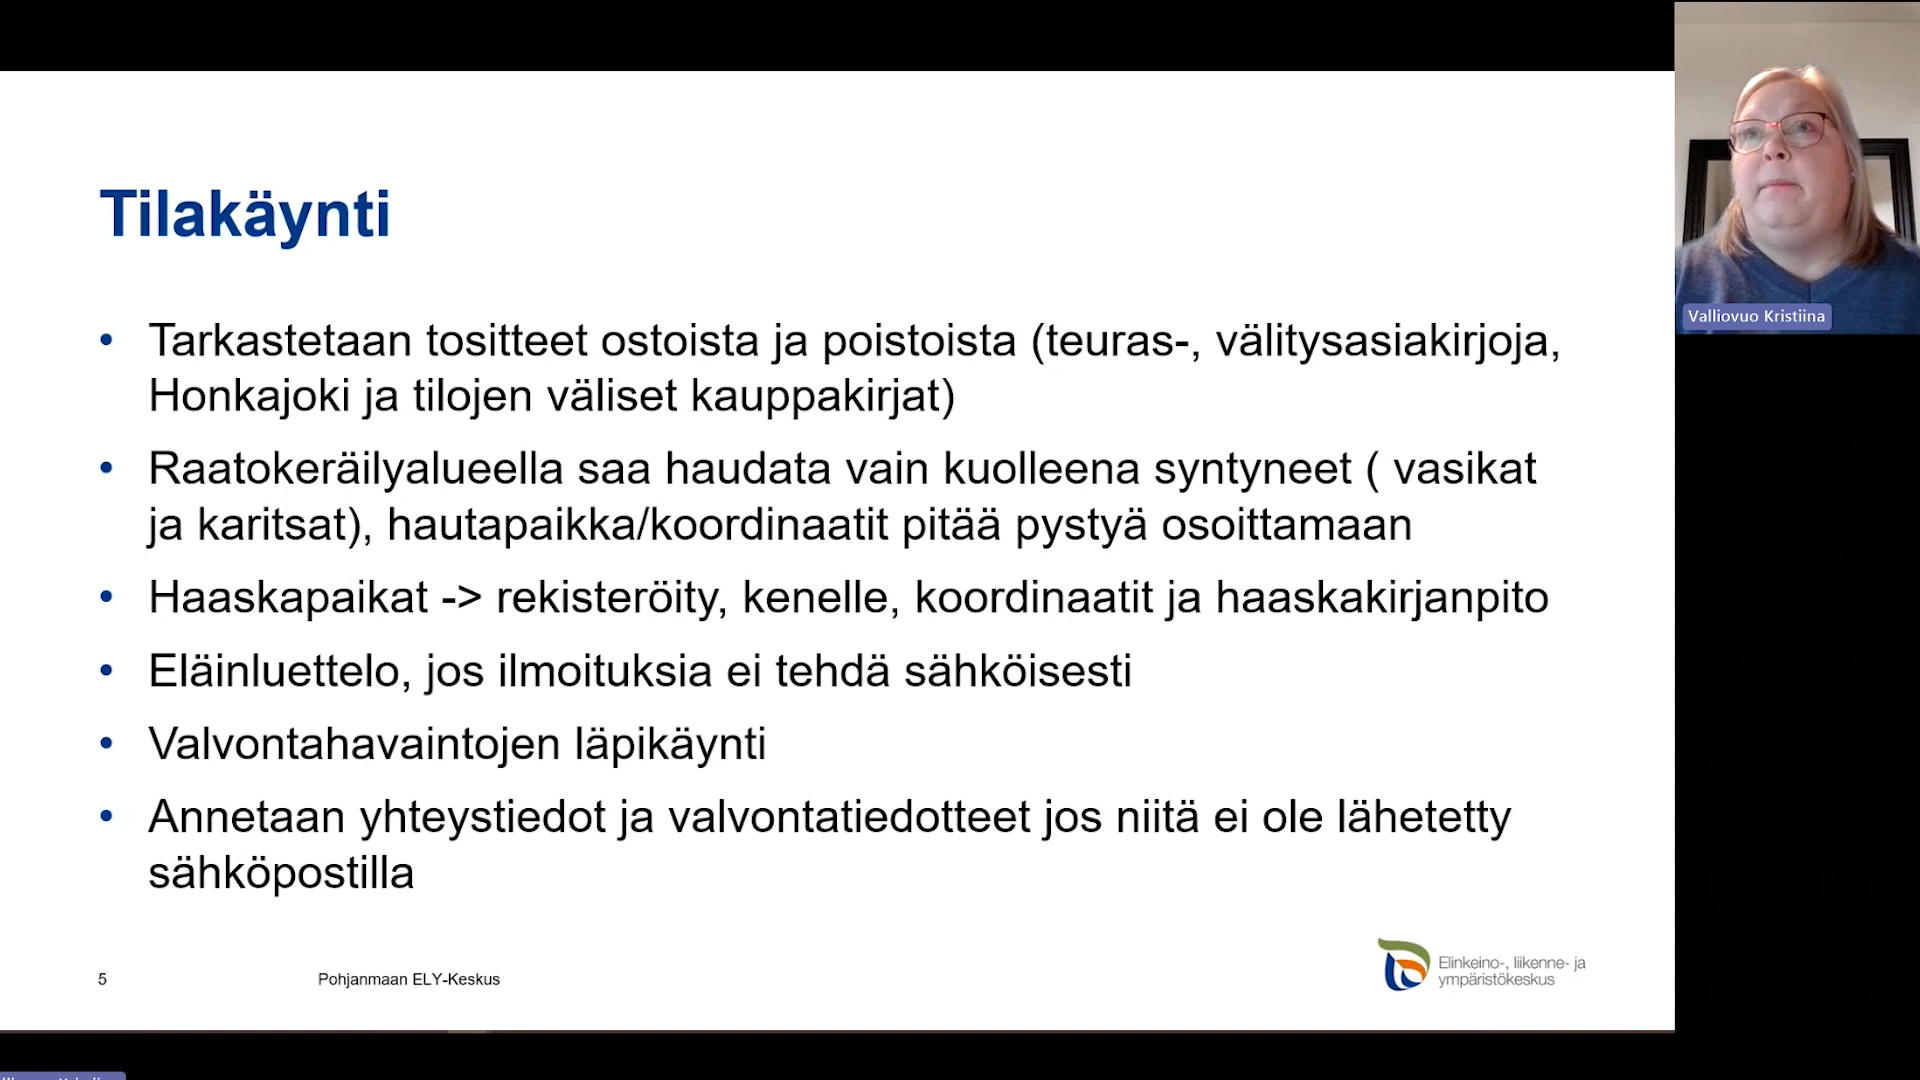 Tilakäynti
• Tarkastetaan tositteet ostoista ja poistoista (teuras-, välitysasiakirjoja,
Honkajoki ja tilojen väliset kauppakirjat)
• Raatokeräilyalueella saa haudata vain kuolleena syntyneet ( vasikat
ja karitsat), hautapaikka/koordinaatit pitää pystyä osoittamaan
• Haaskapaikat -> rekisteröity, kenelle, koordinaatit ja haaskakirjanpito
• Eläinluettelo, jos ilmoituksia ei tehdä sähköisesti
• Valvontahavaintojen läpikäynti
• Annetaan yhteystiedot ja valvontatiedotteet jos niitä ei ole lähetetty
sähköpostilla
5
Pohjanmaan ELY-Keskus
Elinkeino-, liikenne- ja
ympäristökeskus
Valliovuo Kristiina